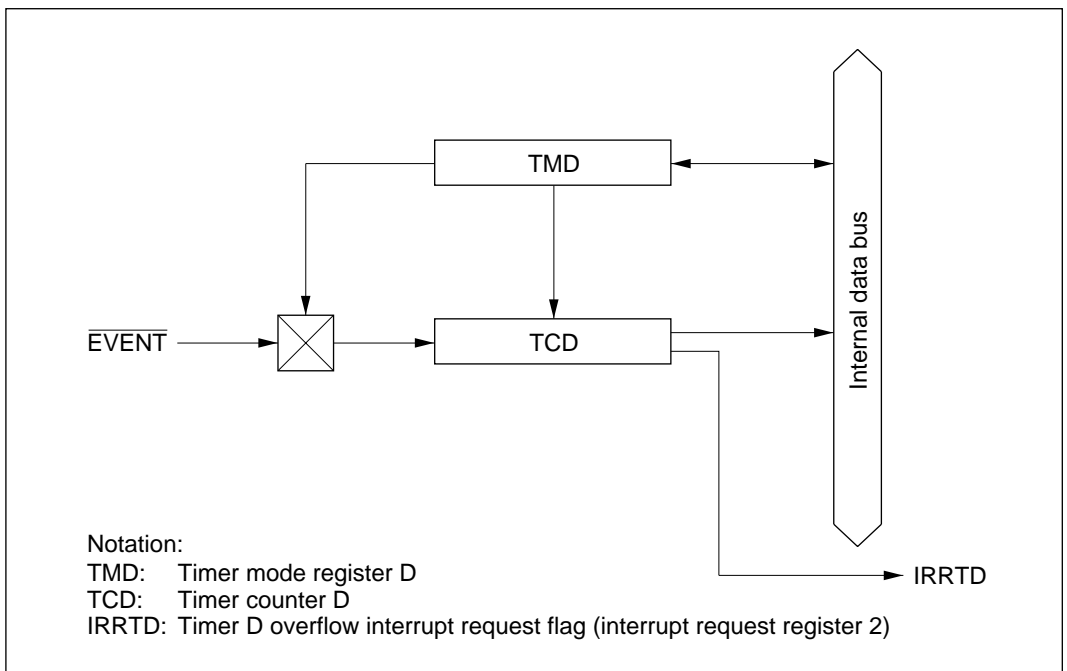 TMD
EVENT
TCD
Internal data bus
IRRTD
Notation:
TMD: Timer mode register D
TCD: Timer counter D
IRRTD: Timer D overflow interrupt request flag (interrupt request register 2)